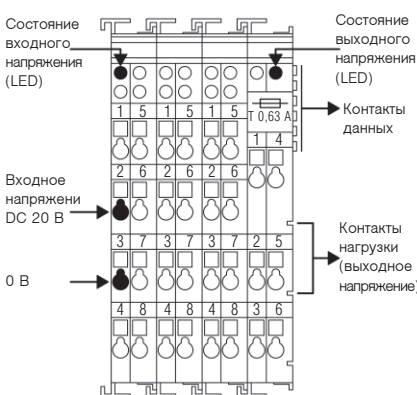 Состояние
входного
напряжения
(LED)
Состояние
выходного
напряжения
(LED)
Контакты
данных
1 5 1 5 1 5
T 0,63 A
1 4
2 6 2 6 2 6
Входное
напряжени
DC 20 В
3 7 3 7 3 7 2 5
0 В
Контакты
нагрузки
(выходное
напряжение)
4 8 4 8 4 8 3 6